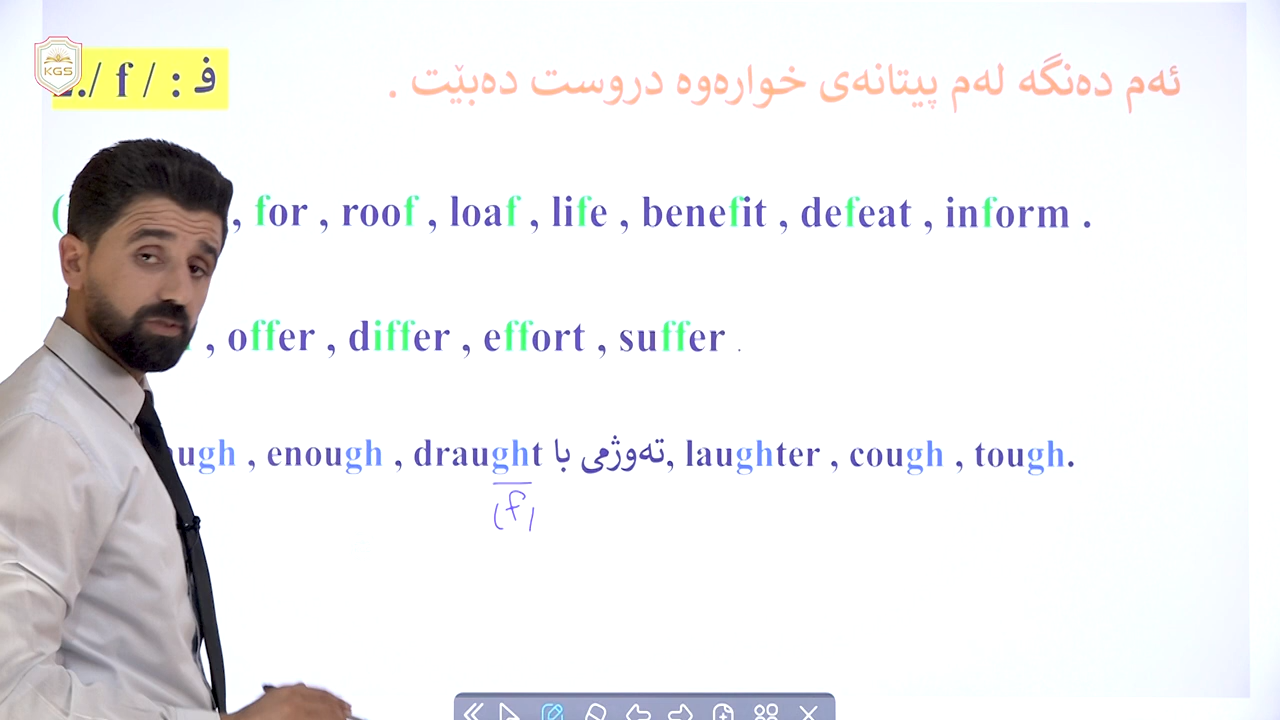 KGS
./ f / : ف
ئەم دەنگە لەم پیتانەی خوارەوە دروست دەبێت .
, for , roof , loaf , life , benefit , defeat , inform .
, offer , differ , effort , suffer .
ugh , enough , draught تەوژمی با, laughter , cough , tough.
(f)